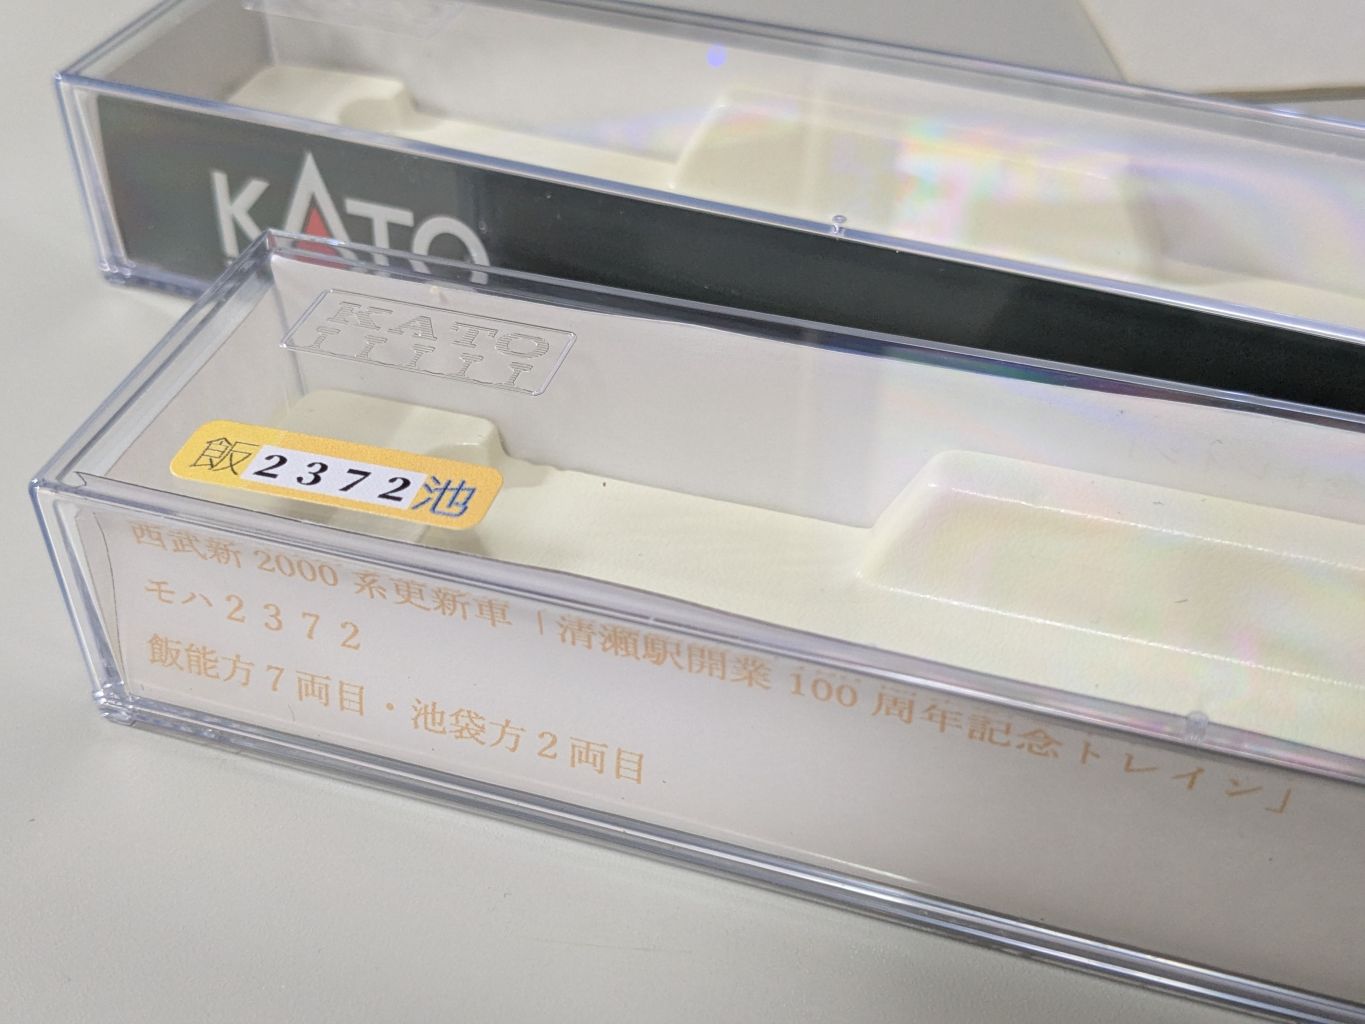 KATO
KATO
飯2372池
西武新2000系更新車「清瀬駅開業100周年記念トレイン」
モハ2372
飯能方7両目・池袋方2両目